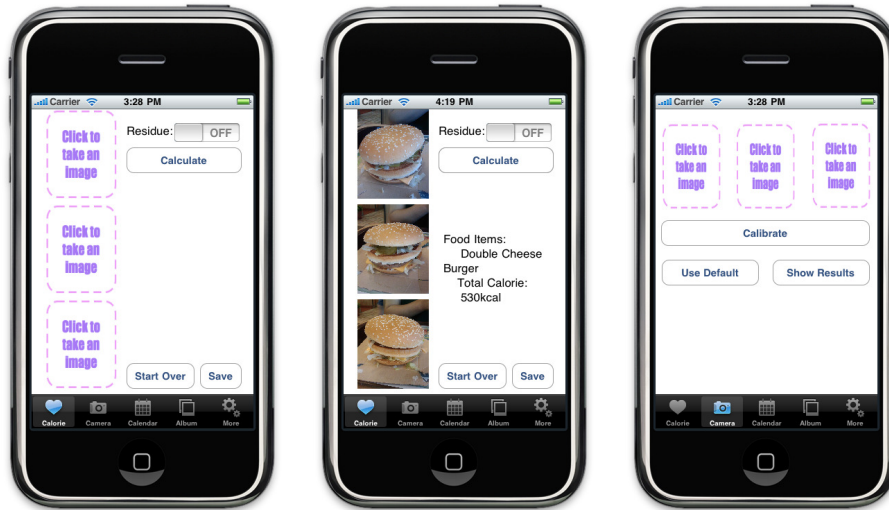 Carrier 3:28 PM
Click to
take an
image
Residue: OFF
Calculate
Click to
take an
image
Click to
take an
image
Start Over Save
Calorie Camera Calendar Album More
Carrier 4:19 PM
Residue: OFF
Calculate
Food Items:
Double Cheese
Burger
Total Calorie:
530kcal
Start Over Save
Calorie Camera Calendar Album More
Carrier 3:28 PM
Click to
take an
image
Click to
take an
image
Click to
take an
image
Calibrate
Use Default Show Results
Calorie Camera Calendar Album More